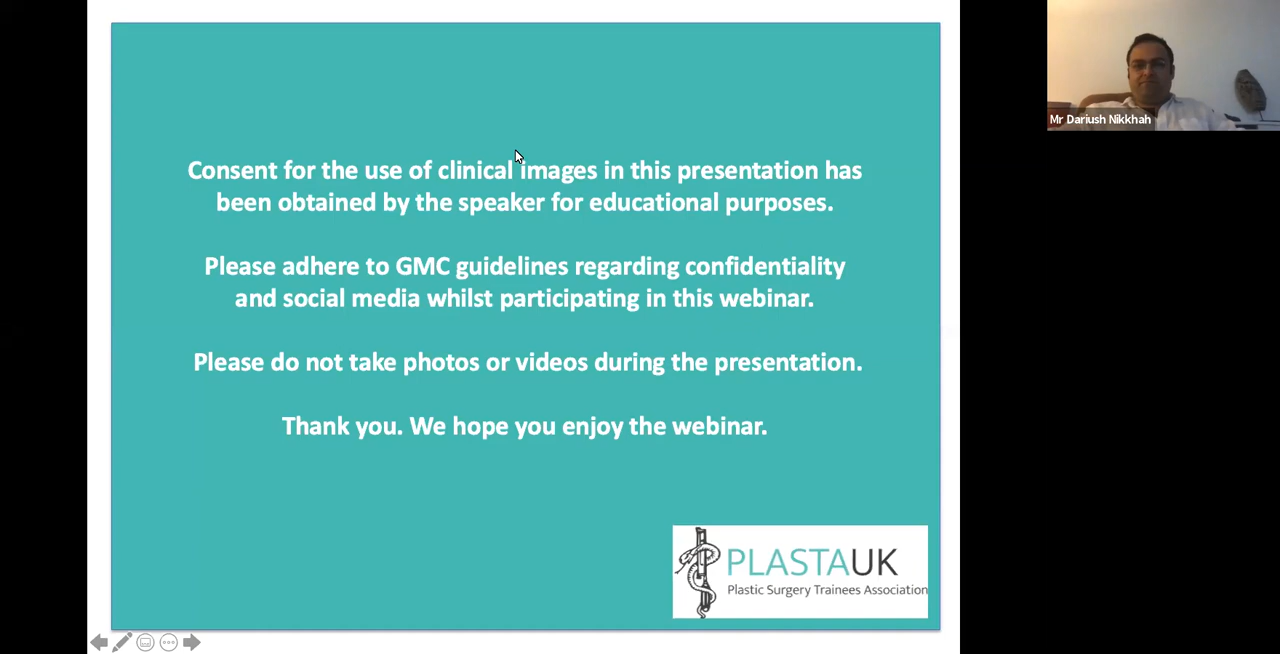 Consent for the use of clinical images in this presentation has
been obtained by the speaker for educational purposes.
Please adhere to GMC guidelines regarding confidentiality
and social media whilst participating in this webinar.
Please do not take photos or videos during the presentation.
Thank you. We hope you enjoy the webinar.
PLASTAUK
Plastic Surgery Trainees Association
Mr Dariush Nikkhah